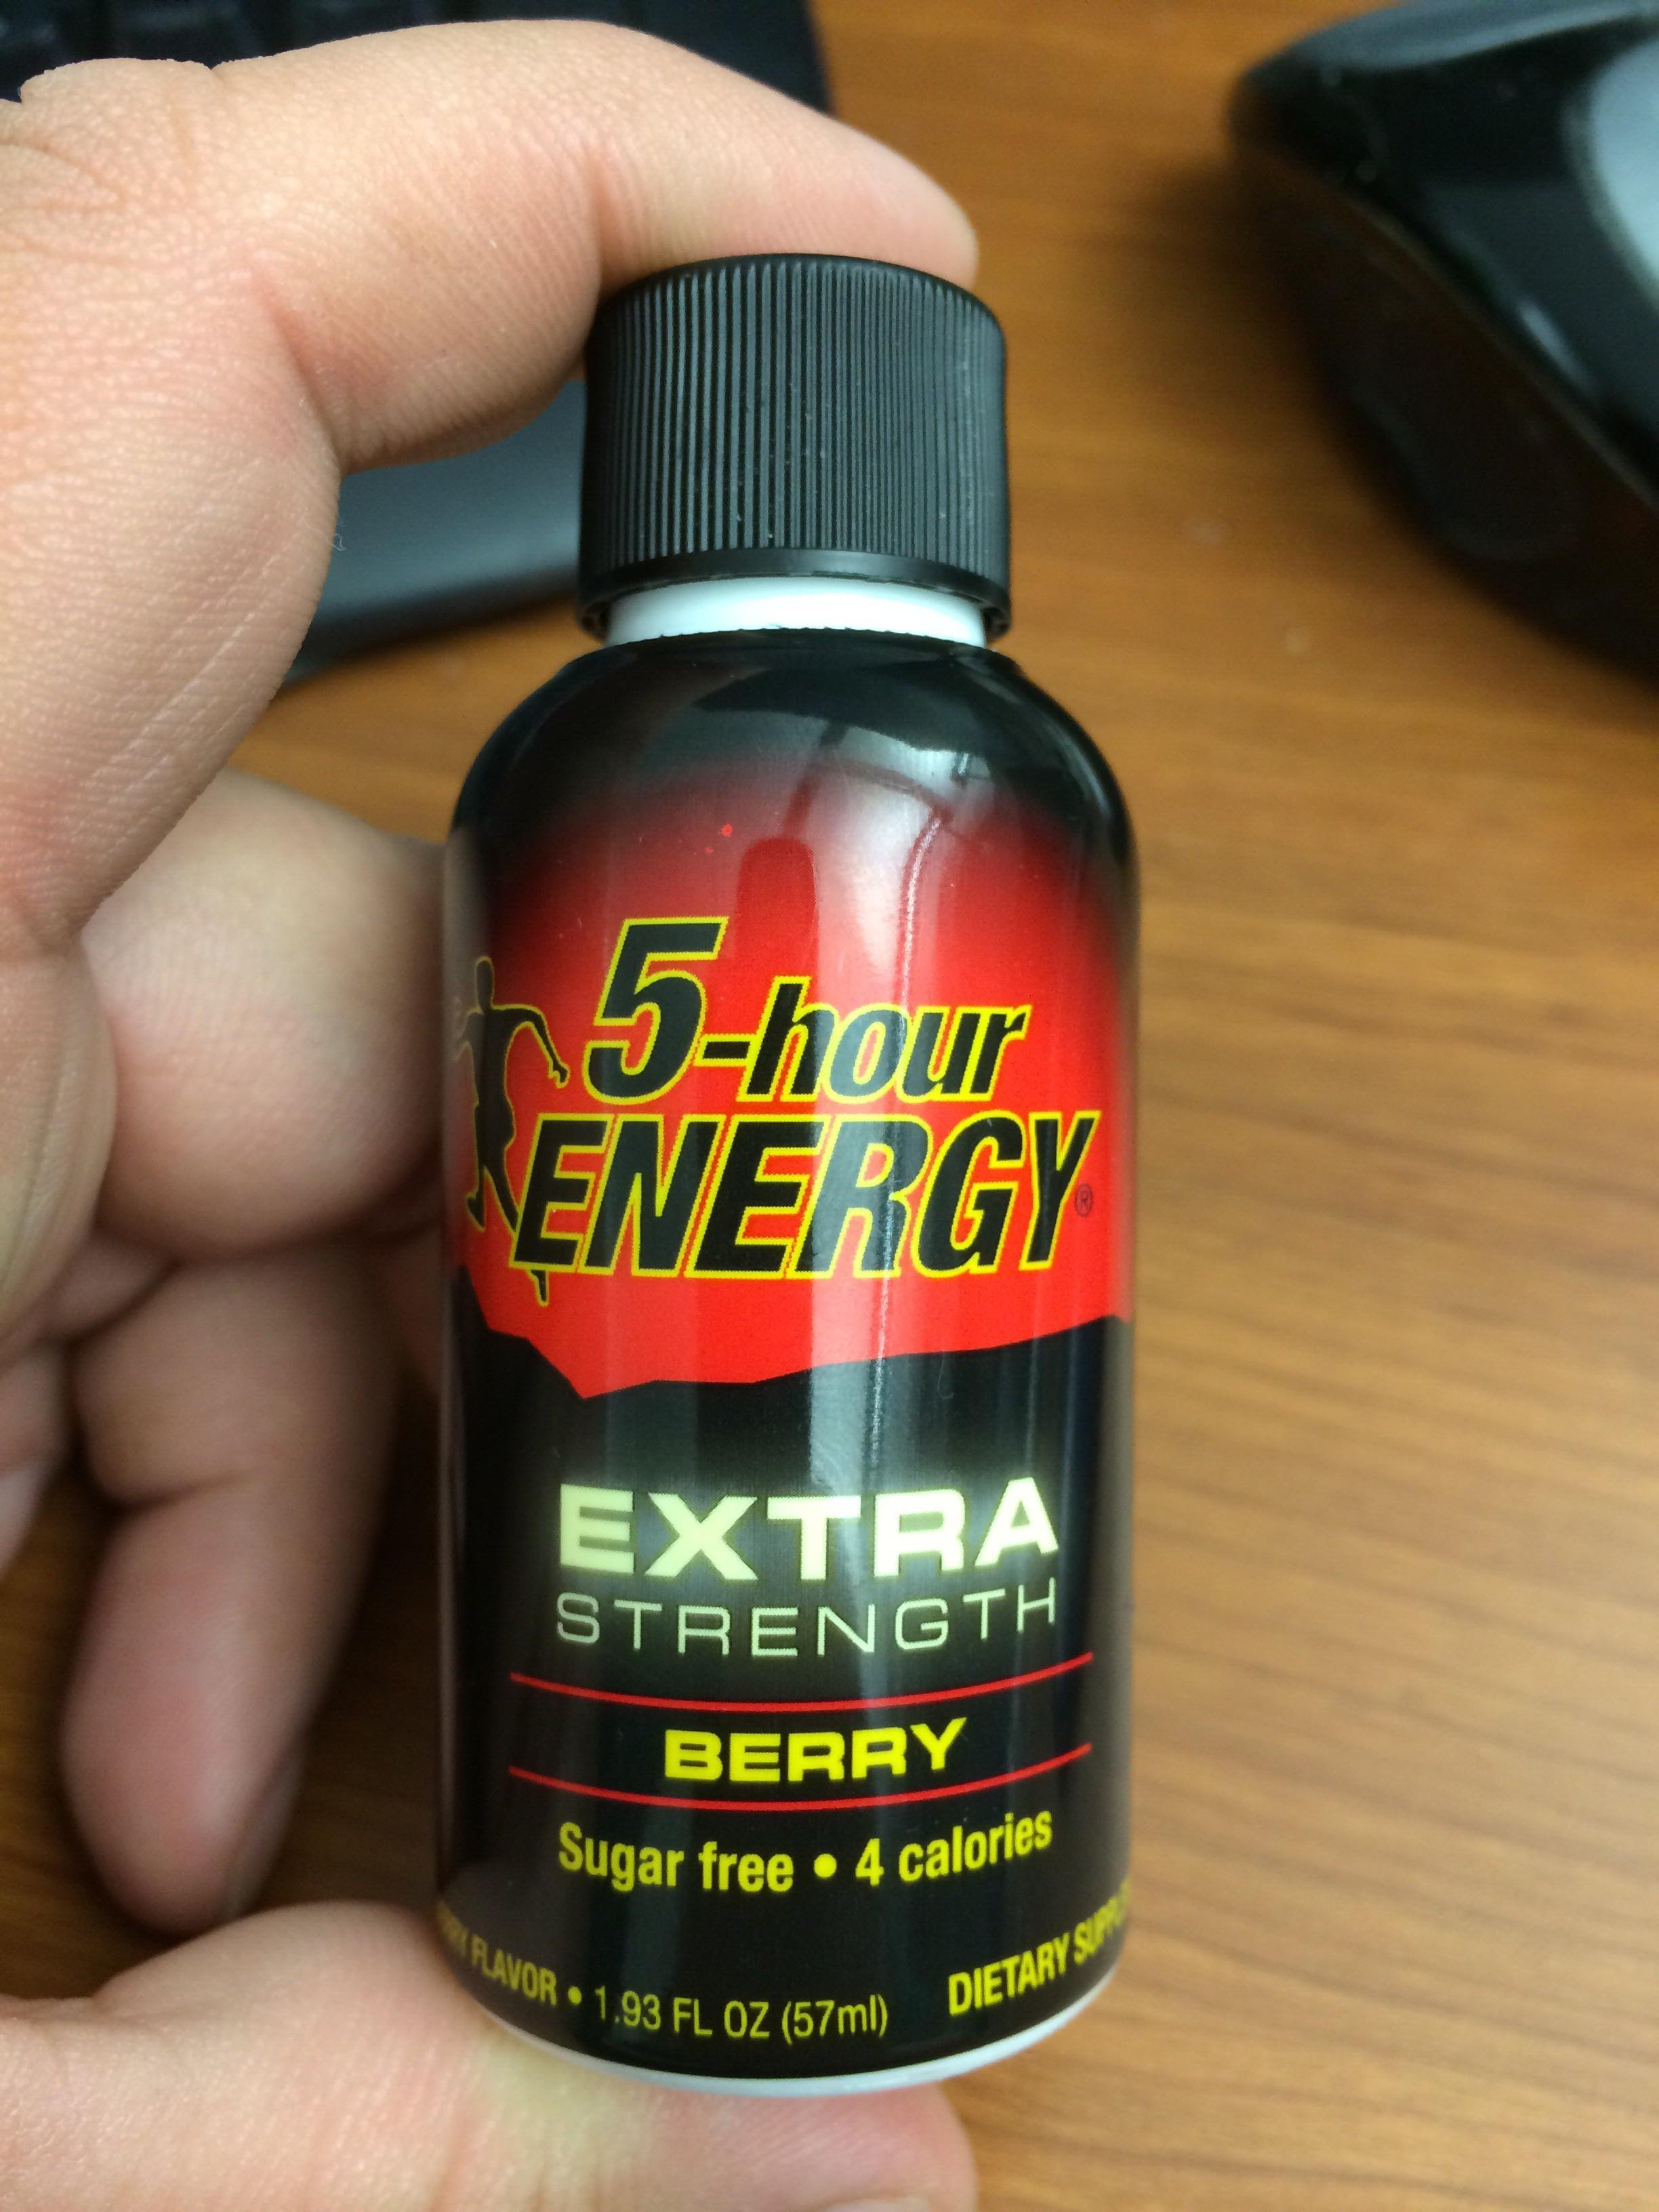 5-hour
ENERGY®
EXTRA
STRENGTH
BERRY
Sugar free • 4 calories
FLAVOR • 1.93 FL OZ (57ml)
DIETARY